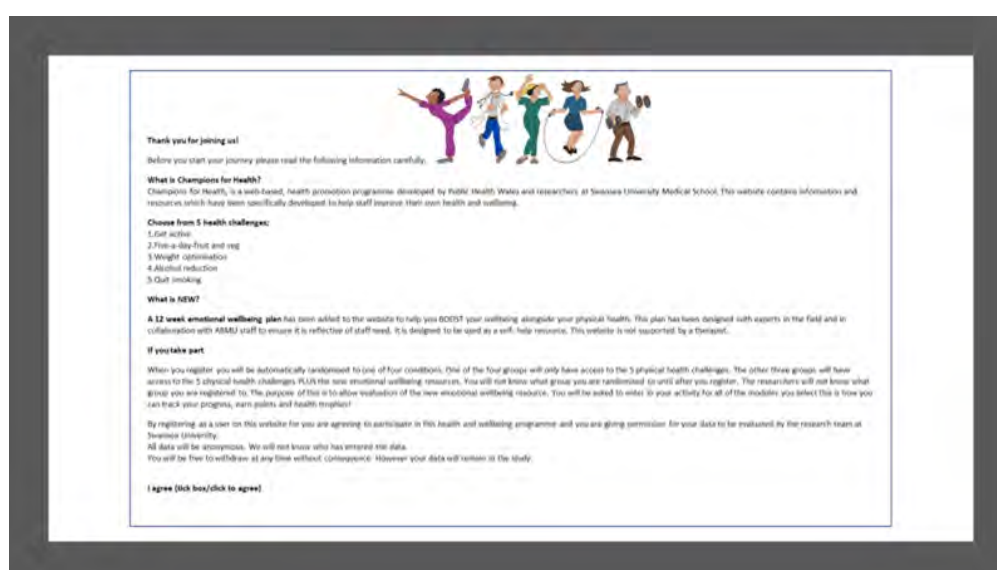 Thank you for joining us!
Before you start your journey please read the following information carefully.
What is Champions for Health?
Champions for Health, is a web-based, health promotion programme developed by Public Health Wales and researchers at Swansea University Medical School. This website contains information and
resources which have been specifically developed to help staff improve their own health and wellbeing.
Choose from 5 health challenges;
1.Get active
2.Five-a-day-fruit and veg
3.Weight optimisation
4.Alcohol reduction
5.Quit smoking
What is NEW?
A 12 week emotional wellbeing plan has been added to the website to help you BOOST your wellbeing alongside your physical health. This plan has been designed with experts in the field and in
collaboration with ABMU staff to ensure it is reflective of staff need. It is designed to be used as a self- help resource. This website is not supported by a therapist.
If you take part
When you register you will be automatically randomised to one of four conditions. One of the four groups will have access to the 5 physical health challenges. The other three groups will have
access to the 5 physical health challenges PLUS the new emotional wellbeing resources. You will not know what group you are randomised to until after you register. The researchers will not know what
group you are registered to. The purpose of this is to allow evaluation of the new emotional wellbeing resource. You will be asked to enter in your activity for all of the modules you select this is how you
can track your progress, earn points and health trophies!
By registering as a user on this website for you are agreeing to participate in this health and wellbeing programme and you are giving permission for your data to be evaluated by the research team at
Swansea University.
All data will be anonymous. We will not know who has entered the data.
You will be free to withdraw at any time without consequence. However your data will remain in the study.
I agree (tick box/click to agree)